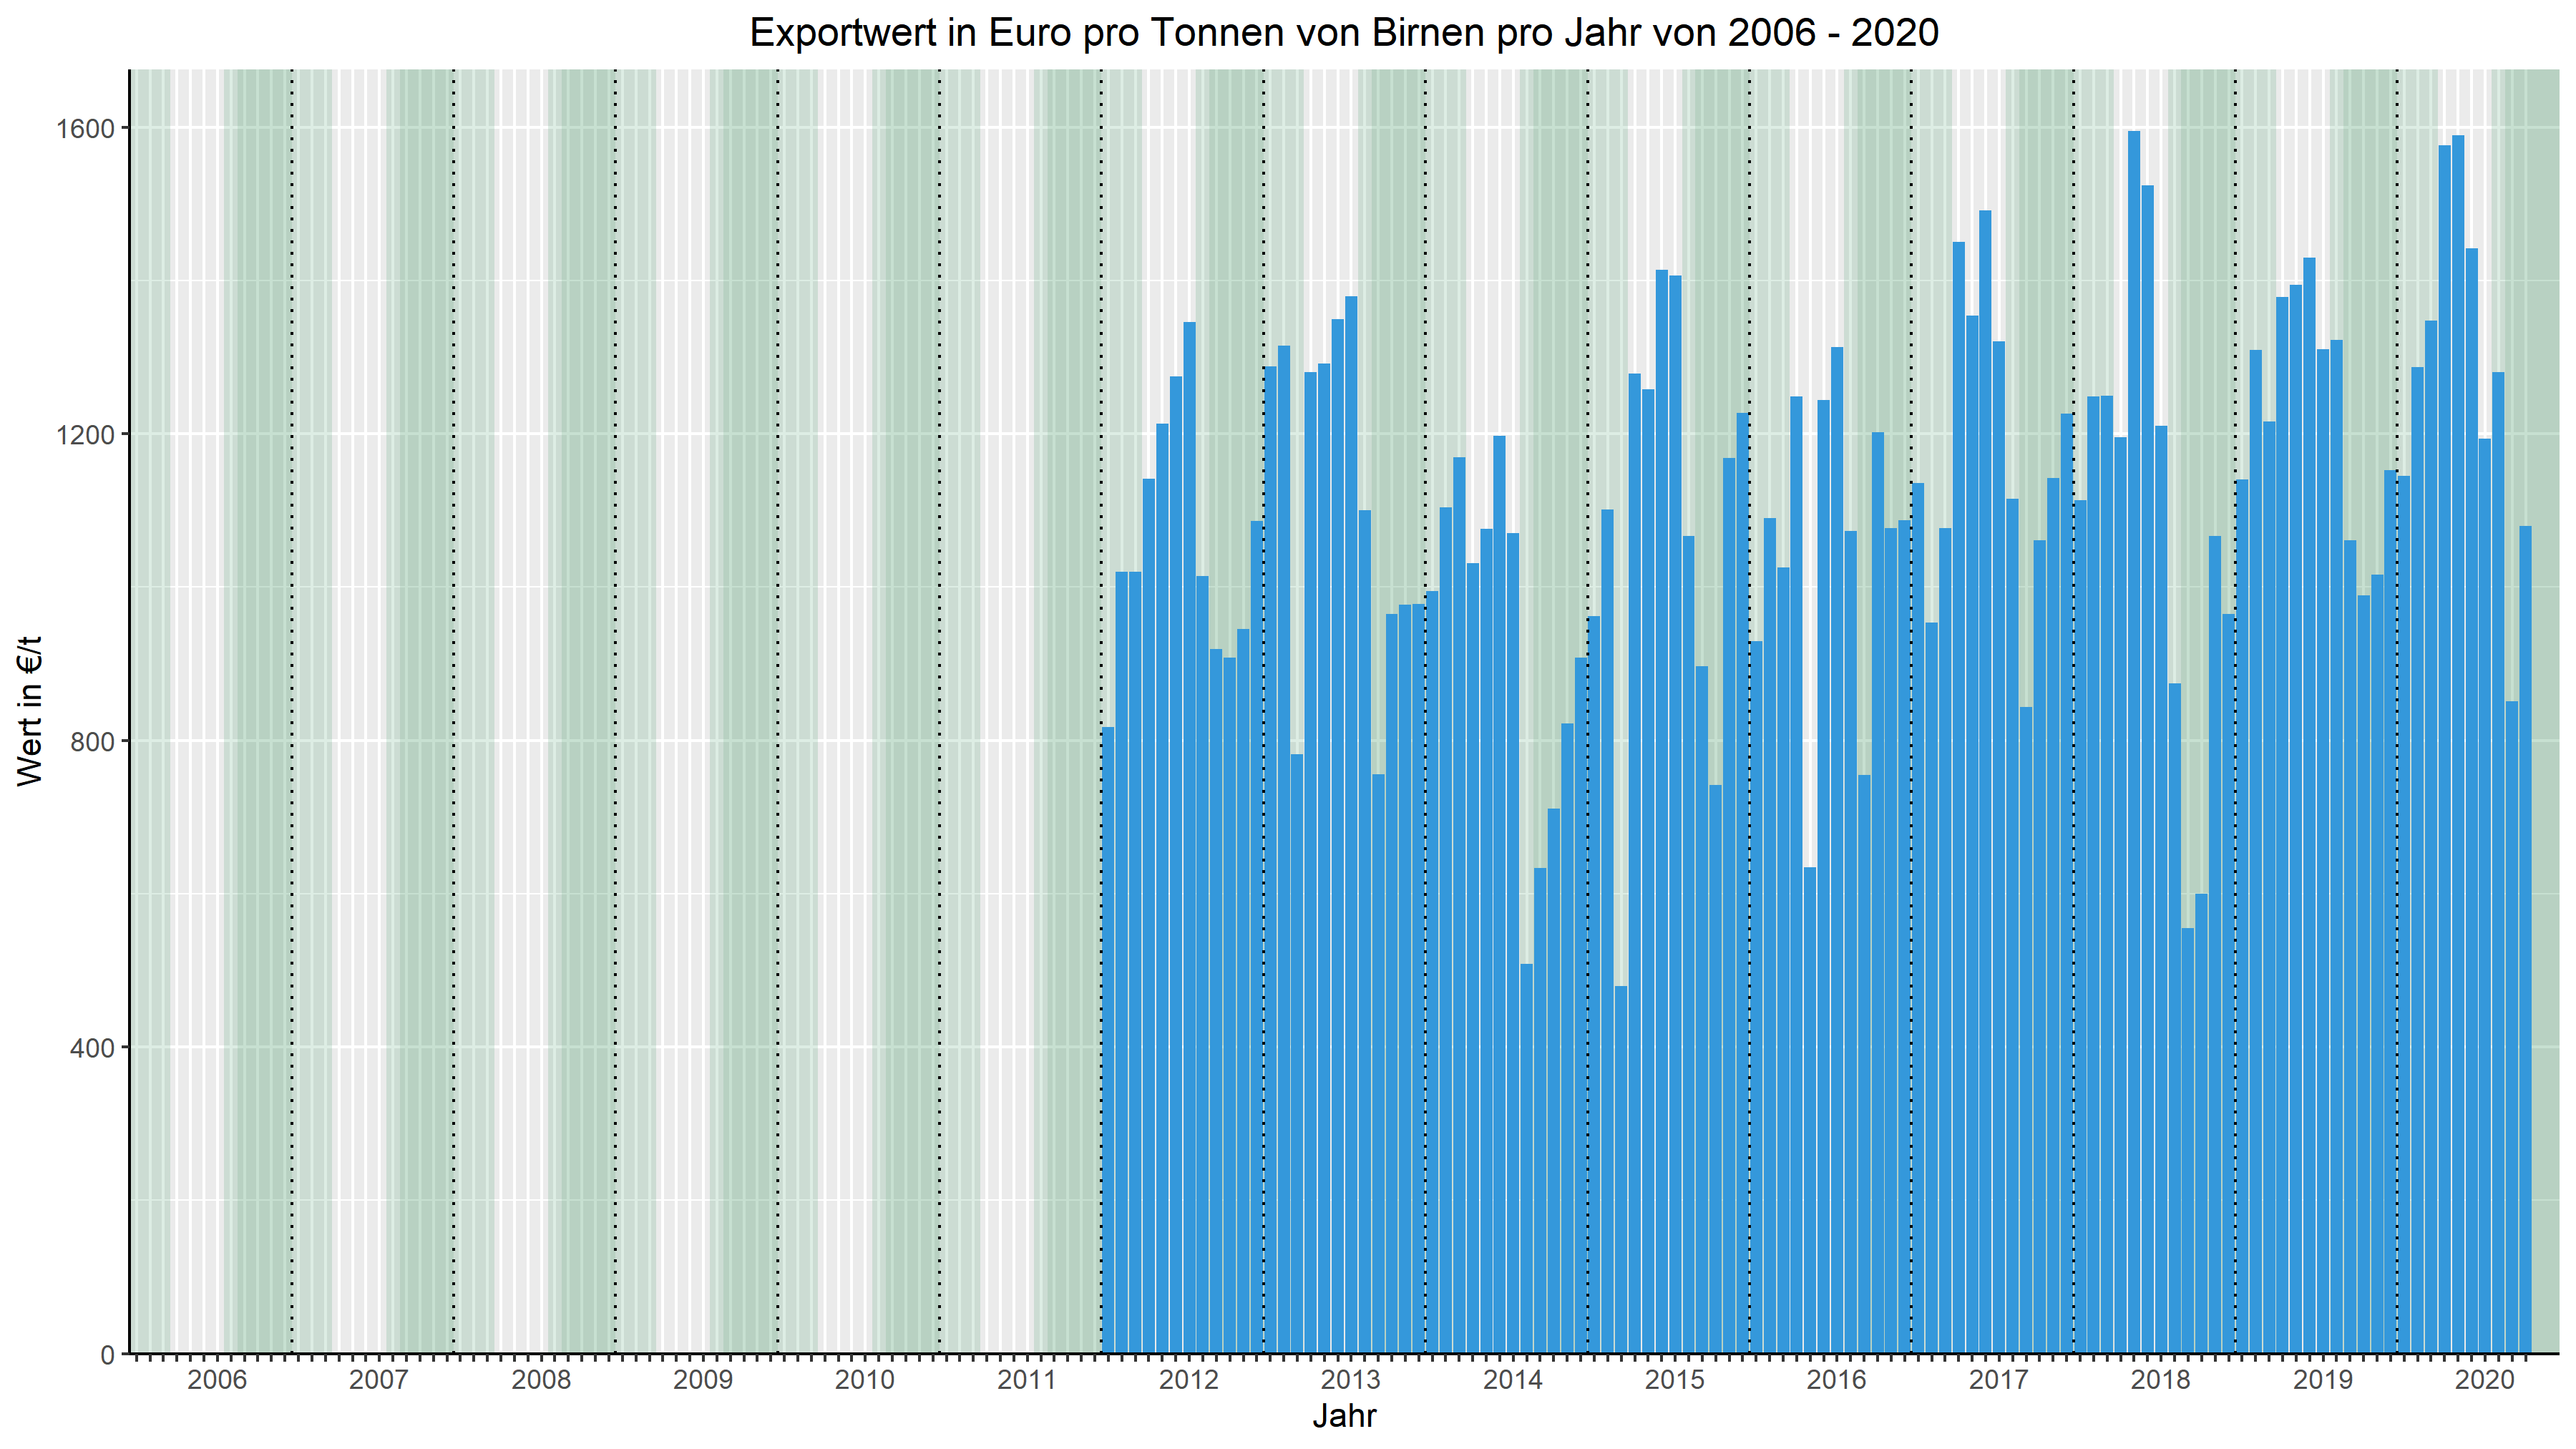 Exportwert in Euro pro Tonnen von Birnen pro Jahr von 2006 - 2020
Wert in €/t
1600
1200
800
400
0
2006 2007 2008 2009 2010 2011 2012 2013 2014 2015 2016 2017 2018 2019 2020
Jahr